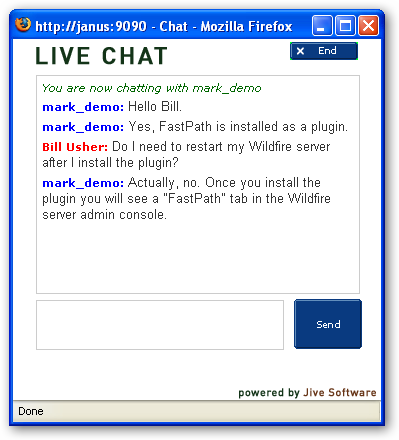 http://janus:9090 - Chat - Mozilla Firefox
LIVE CHAT
End
You are now chatting with mark_demo
mark_demo: Hello Bill.
mark_demo: Yes, FastPath is installed as a plugin.
Bill Usher: Do I need to restart my Wildfire server
after I install the plugin?
mark_demo: Actually, no. Once you install the
plugin you will see a "FastPath" tab in the Wildfire
server admin console.
Send
powered by Jive Software
Done